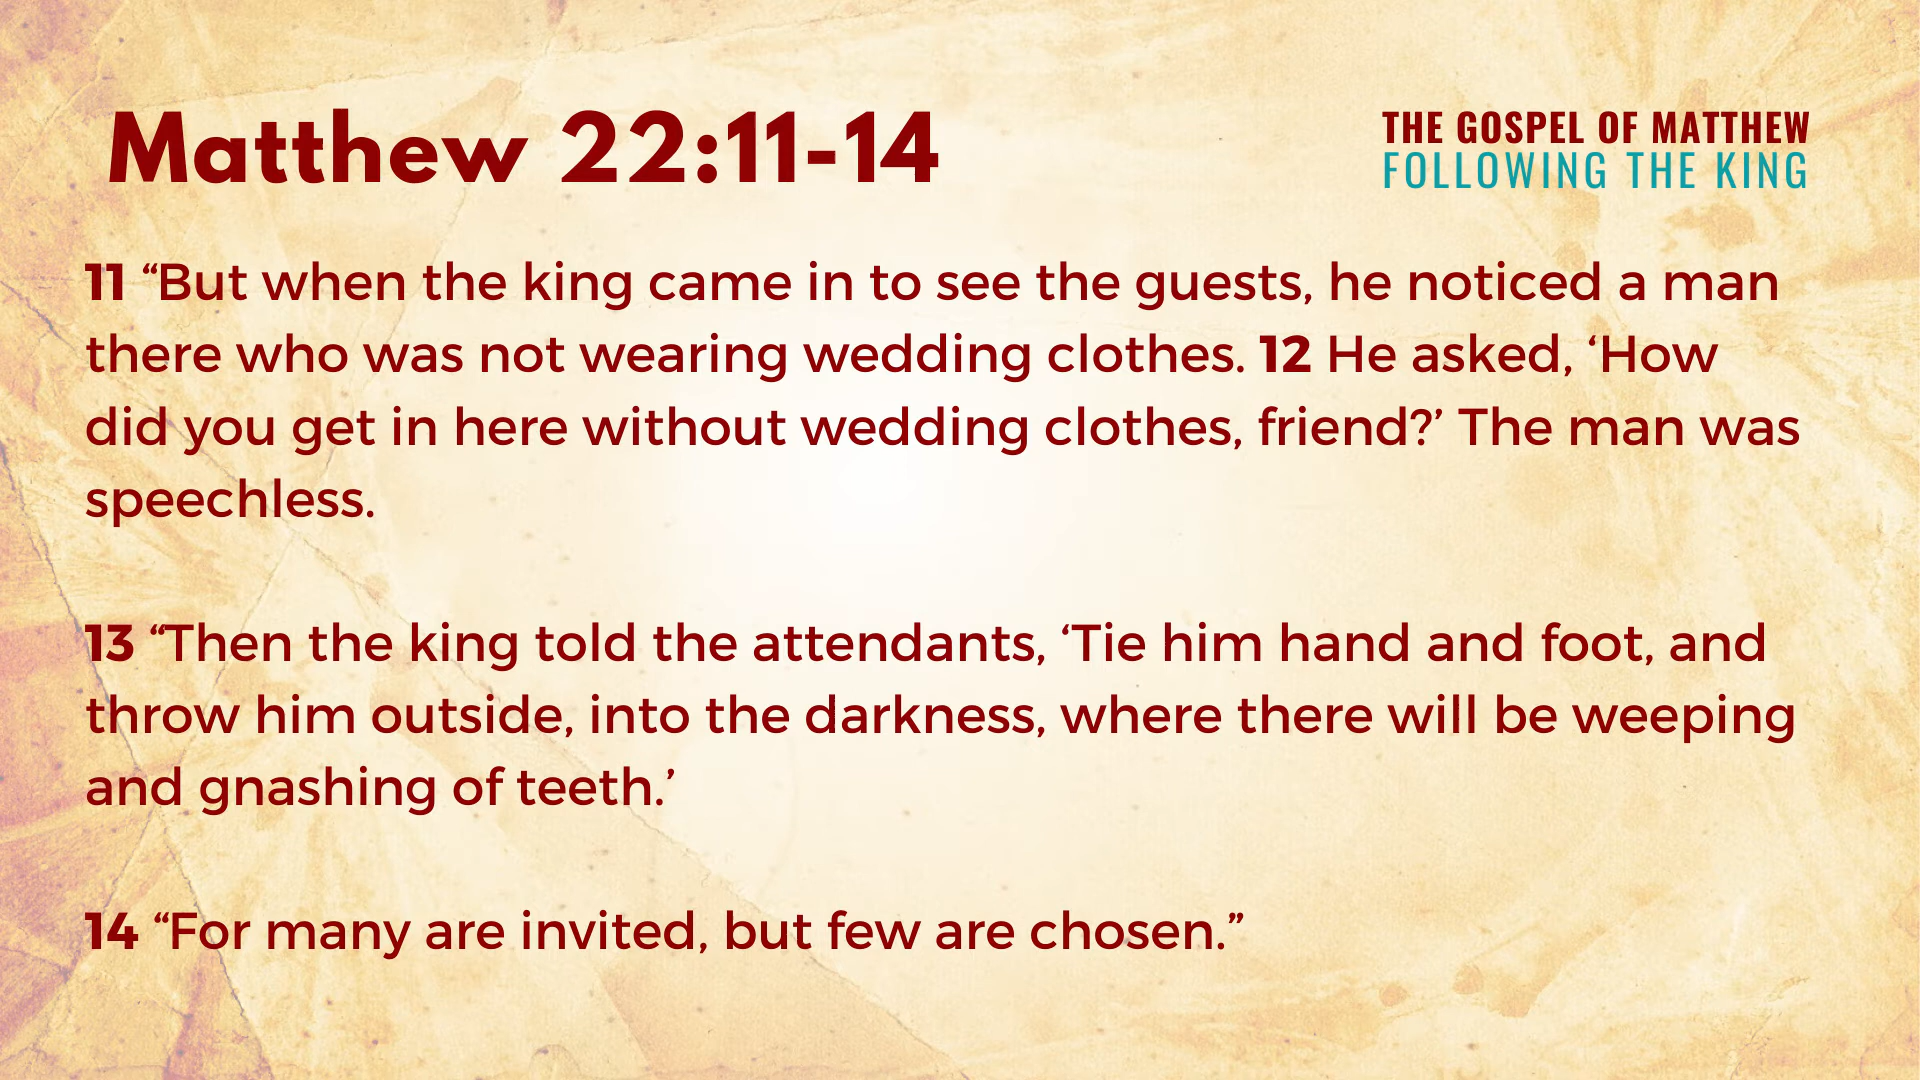 Matthew 22:11-14
THE GOSPEL OF MATTHEW
FOLLOWING THE KING
11 “But when the king came in to see the guests, he noticed a man
there who was not wearing wedding clothes. 12 He asked, ‘How
did you get in here without wedding clothes, friend?’ The man was
speechless.
13 “Then the king told the attendants, ‘Tie him hand and foot, and
throw him outside, into the darkness, where there will be weeping
and gnashing of teeth.’
14 “For many are invited, but few are chosen.”